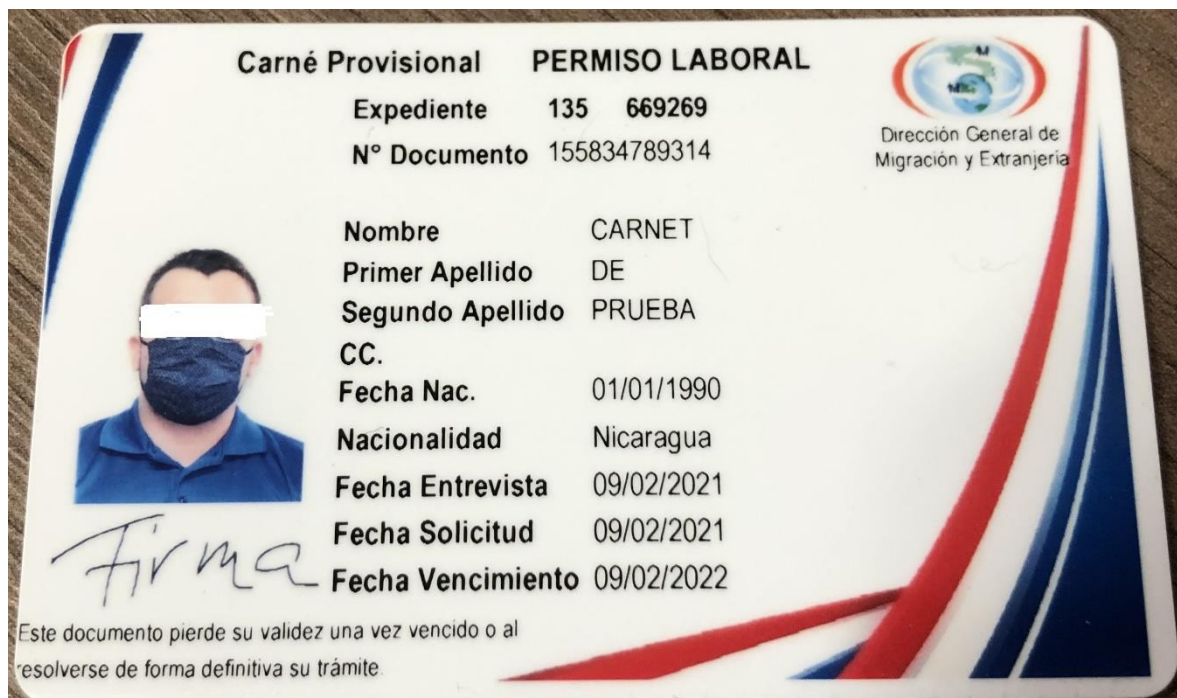 Carné Provisional PERMISO LABORAL
Expediente 135 669269
N° Documento 155834789314
Dirección General de
Migración y Extranjería
Nombre CARNET
Primer Apellido DE
Segundo Apellido PRUEBA
CC.
Fecha Nac. 01/01/1990
Nacionalidad Nicaragua
Fecha Entrevista 09/02/2021
Fecha Solicitud 09/02/2021
Fecha Vencimiento 09/02/2022
Firma
Este documento pierde su validez una vez vencido o al
resolverse de forma definitiva su trámite.